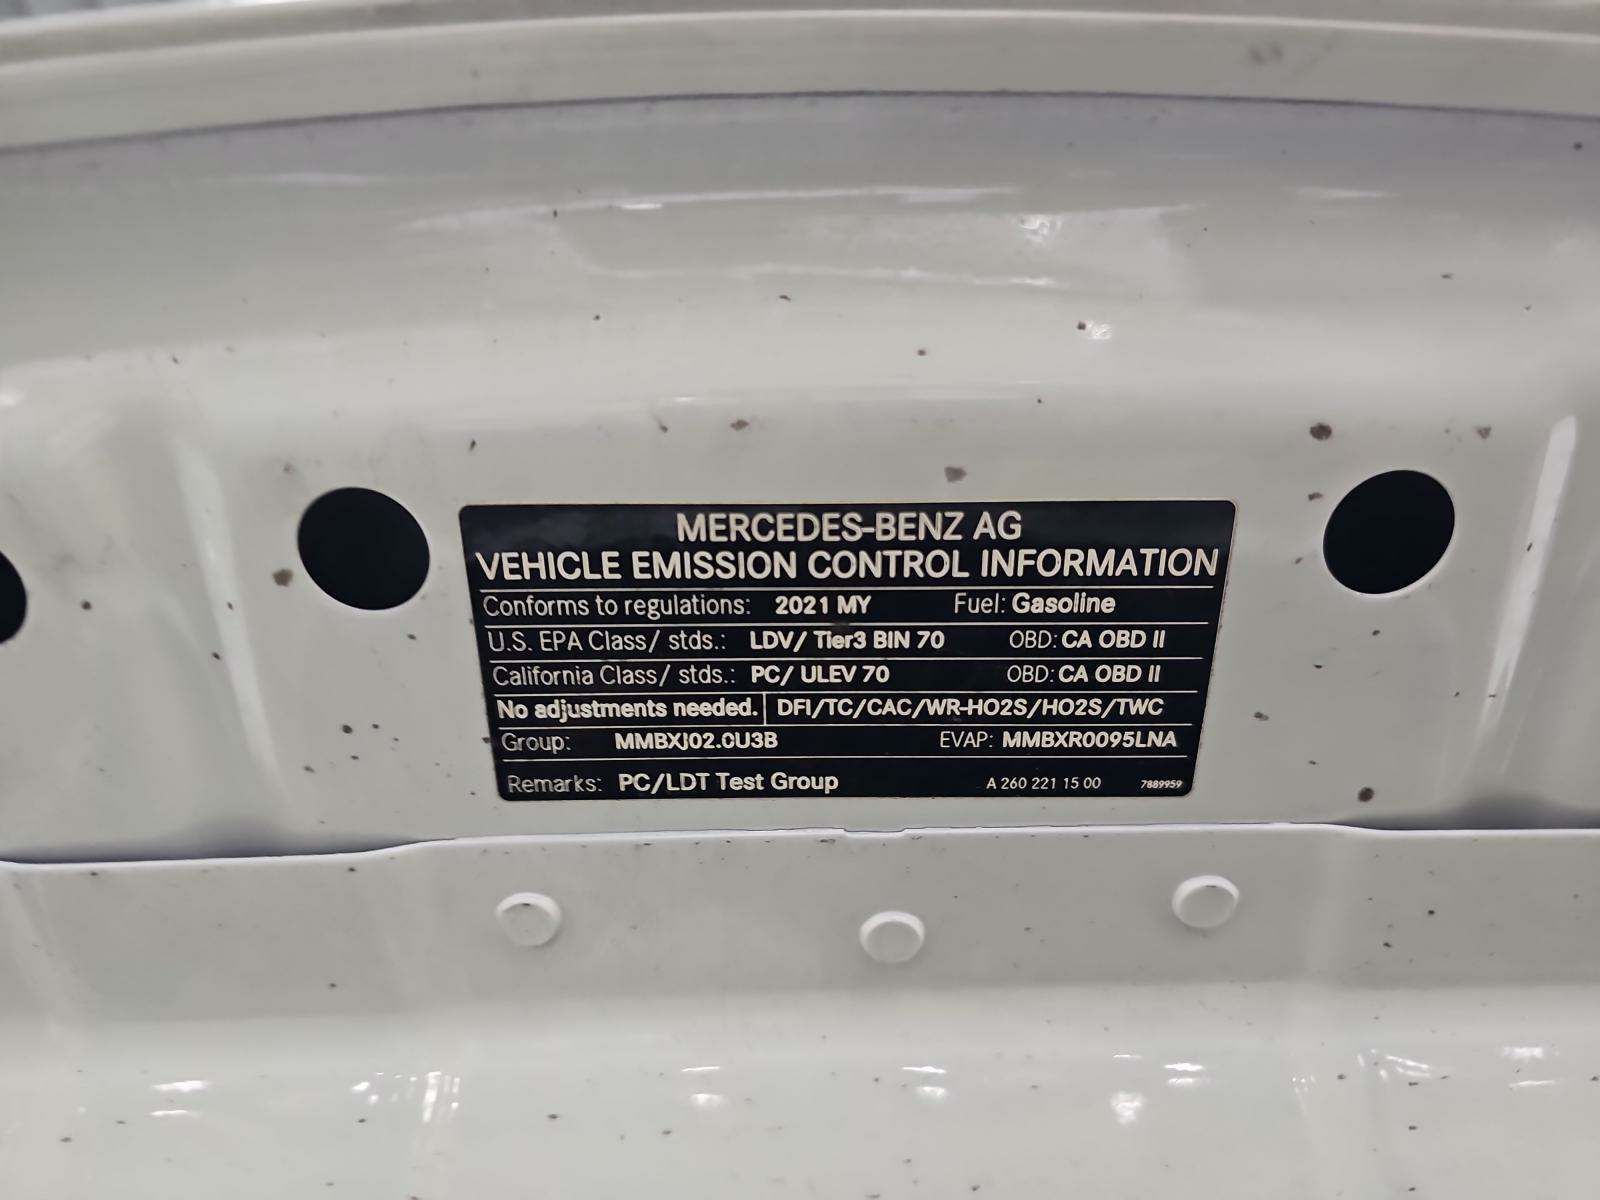 MERCEDES-BENZ AG
VEHICLE EMISSION CONTROL INFORMATION
Conforms to regulations: 2021 MY Fuel: Gasoline
U.S. EPA Class/ stds.: LDV/ Tier3 BIN 70 OBD: CA OBD II
California Class/ stds.: PC/ ULEV 70 OBD: CA OBD II
No adjustments needed. DFI/TC/CAC/WR-HO2S/HO2S/TWC
Group: MMBXJ02.0U3B EVAP: MMBXR0095LNA
Remarks: PC/LDT Test Group A 260 221 15 00 7889959